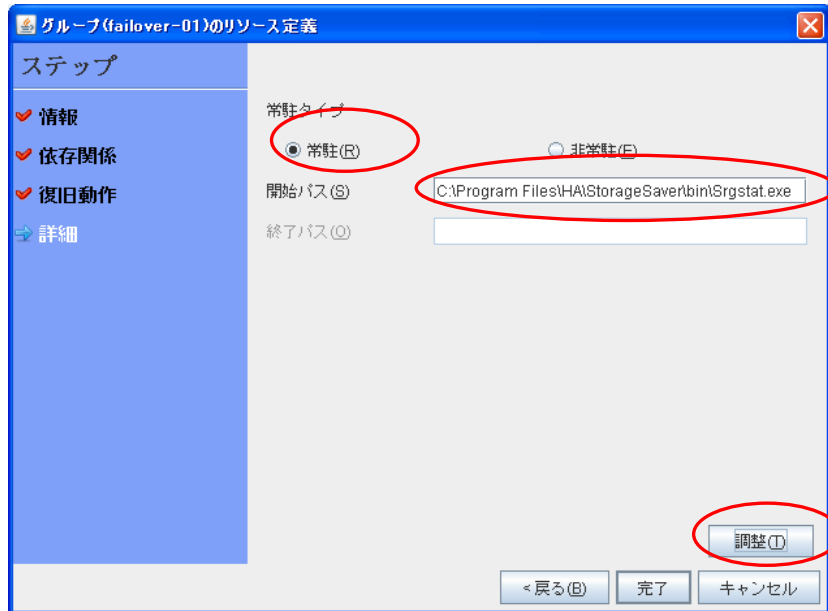 グループ(failover-01)のリソース定義
ステップ
情報
依存関係
復旧動作
詳細
常駐タイプ
常駐(R)
非常駐(E)
開始パス(S)
C:\Program Files\HA\StorageSaver\bin\Srgstat.exe
終了パス(O)
調整(T)
<戻る(B)
完了
キャンセル